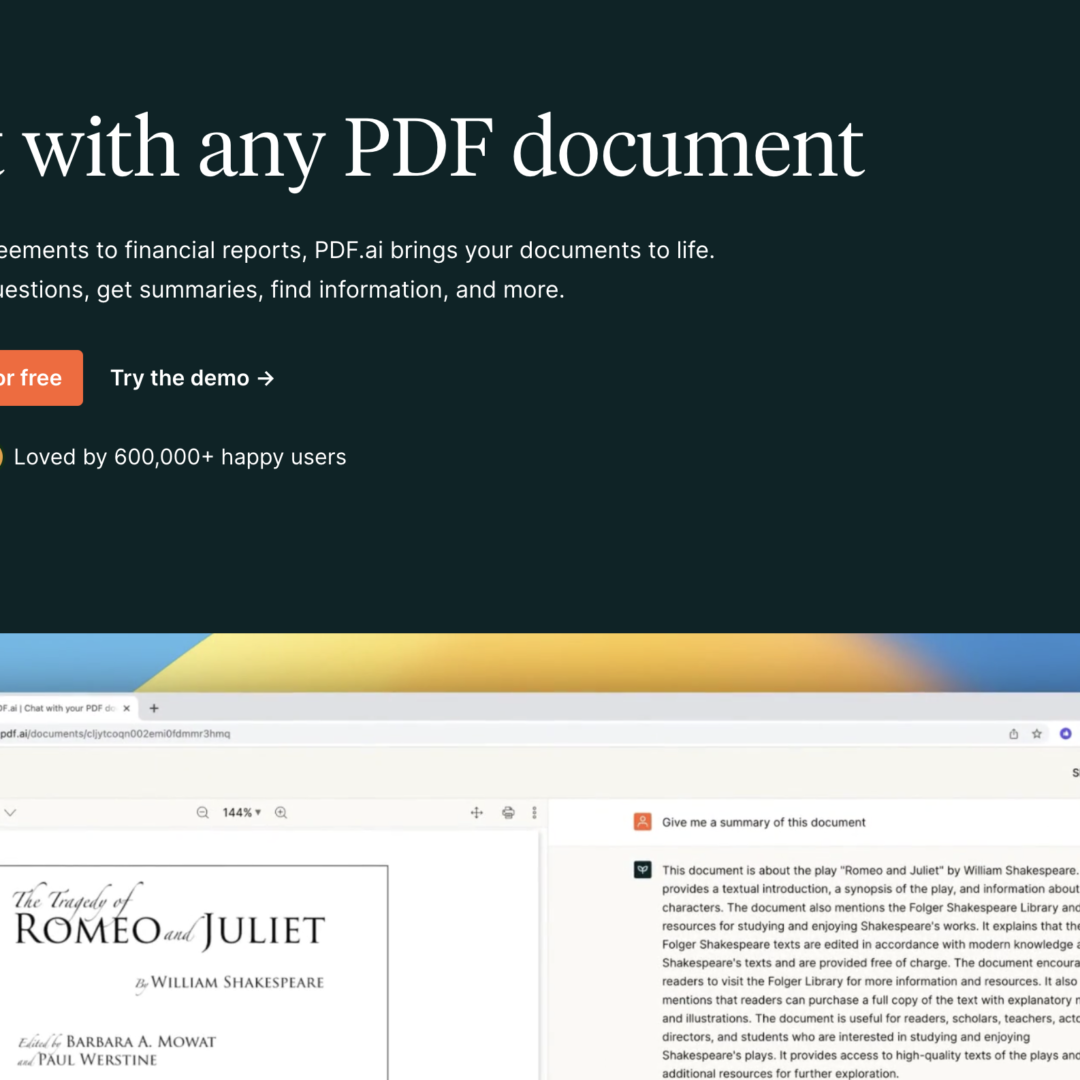 with any PDF document
eements to financial reports, PDF.ai brings your documents to life.
uestions, get summaries, find information, and more.
or free
Try the demo →
Loved by 600,000+ happy users
DF.ai | Chat with your PDF do
pdf.ai/documents/cljytcoqn002emi0fdmmr3hmq
144%
The Tragedy of
ROMEO and JULIET
By WILLIAM SHAKESPEARE
Edited by BARBARA A. MOWAT
and PAUL WERSTINE
Give me a summary of this document
This document is about the play "Romeo and Juliet" by William Shakespeare.
provides a textual introduction, a synopsis of the play, and information about
characters. The document also mentions the Folger Shakespeare Library and
resources for studying and enjoying Shakespeare's works. It explains that the
Folger Shakespeare texts are edited in accordance with modern knowledge
Shakespeare's texts and are provided free of charge. The document encoura
readers to visit the Folger Library for more information and resources. It also
mentions that readers can purchase a full copy of the text with explanatory
and illustrations. The document is useful for readers, scholars, teachers, acto
directors, and students who are interested in studying and enjoying
Shakespeare's plays. It provides access to high-quality texts of the plays and
additional resources for further exploration.